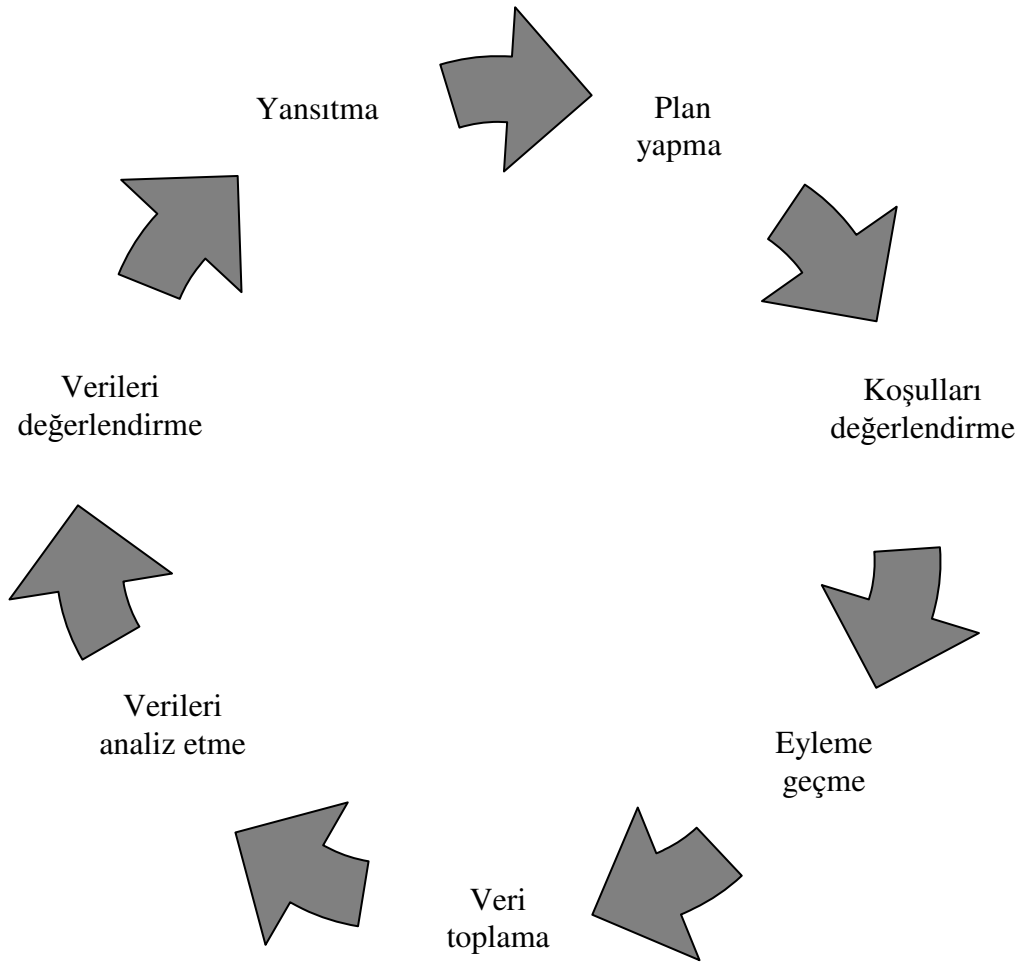 Yansıtma
Plan
yapma
Koşulları
değerlendirme
Eyleme
geçme
Veri
toplama
Verileri
analiz etme
Verileri
değerlendirme